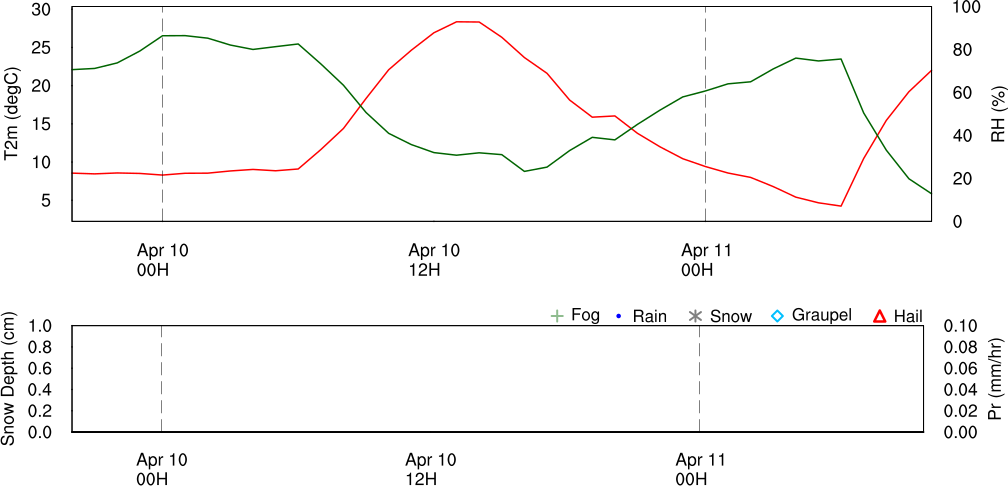 30
25
20
15
10
5
T2m (degC)
100
80
60
40
20
0
RH (%)
Apr 10
00H
Apr 10
12H
Apr 11
00H
Fog
Rain
Snow
Graupel
Hail
1.0
0.8
0.6
0.4
0.2
0.0
Snow Depth (cm)
0.10
0.08
0.06
0.04
0.02
0.00
Pr (mm/hr)
Apr 10
00H
Apr 10
12H
Apr 11
00H